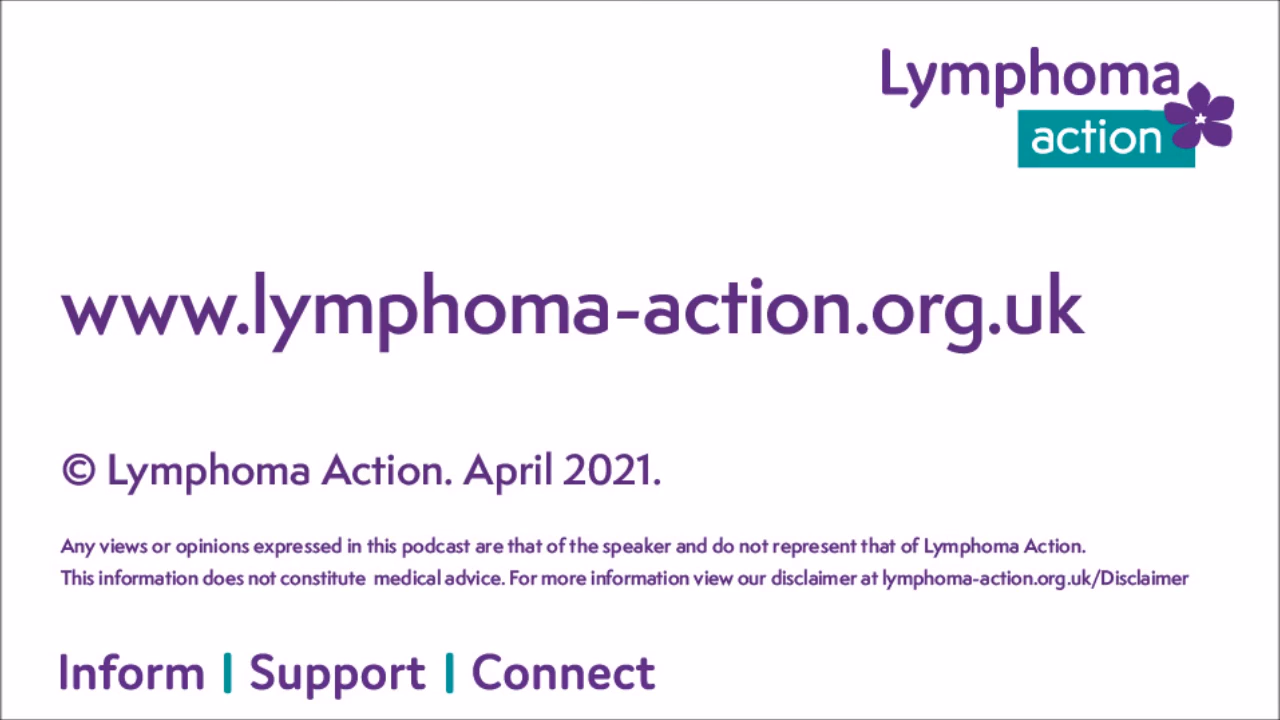 Lymphoma
action
www.lymphoma-action.org.uk
© Lymphoma Action. April 2021.
Any views or opinions expressed in this podcast are that of the speaker and do not represent that of Lymphoma Action.
This information does not constitute medical advice. For more information view our disclaimer at lymphoma-action.org.uk/Disclaimer
Inform | Support | Connect